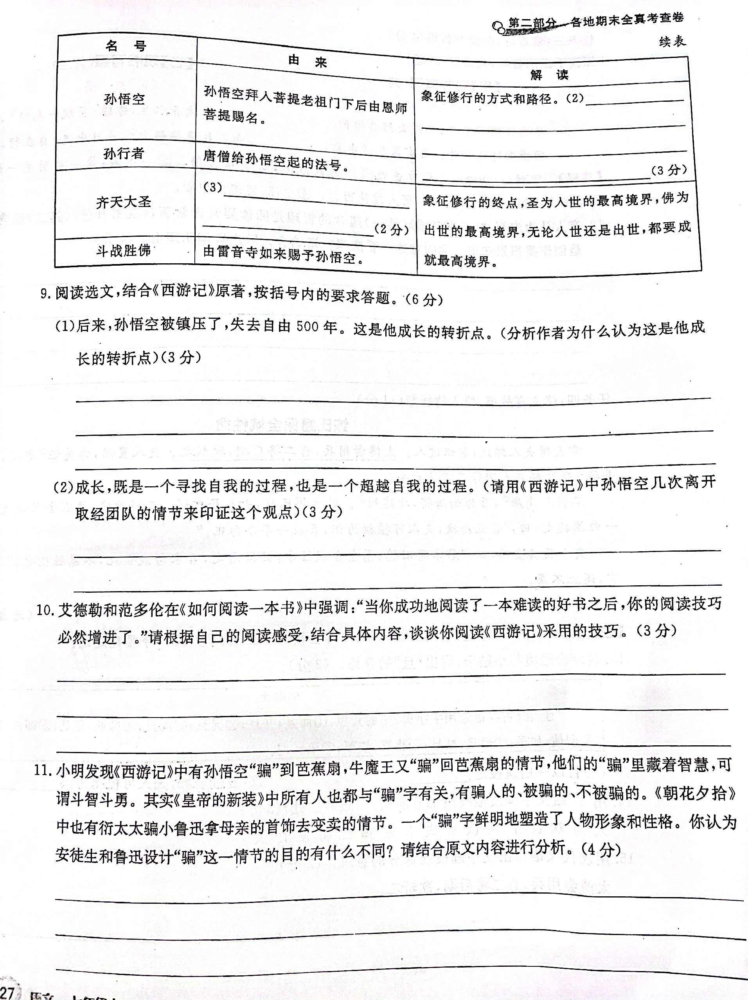 第二部分 各地期末全真考查卷
续表
名 号
由 来
解 读
孙悟空
孙悟空拜入菩提老祖门下后由恩师
菩提赐名。
象征修行的方式和路径。(2)
(3分)
孙行者
唐僧给孙悟空起的法号。
齐天大圣
(3)
(2分)
象征修行的终点,圣为人世的最高境界,佛为
出世的最高境界,无论入世还是出世,都要成
就最高境界。
斗战胜佛
由雷音寺如来赐予孙悟空。
9.阅读选文,结合《西游记》原著,按括号内的要求答题。(6分)
(1)后来,孙悟空被镇压了,失去自由500年。这是他成长的转折点。(分析作者为什么认为这是他成
长的转折点)(3分)
(2)成长,既是一个寻找自我的过程,也是一个超越自我的过程。(请用《西游记》中孙悟空几次离开
取经团队的情节来印证这个观点)(3分)
10.艾德勒和范多伦在《如何阅读一本书》中强调:“当你成功地阅读了一本难读的好书之后,你的阅读技巧
必然增进了。”请根据自己的阅读感受,结合具体内容,谈谈你阅读《西游记》采用的技巧。(3分)
11.小明发现《西游记》中有孙悟空“骗”到芭蕉扇,牛魔王又“骗”回芭蕉扇的情节,他们的“骗”里藏着智慧,可
谓斗智斗勇。其实《皇帝的新装》中所有人也都与“骗”字有关,有骗人的、被骗的、不被骗的。《朝花夕拾》
中也有衍太太骗小鲁迅拿母亲的首饰去变卖的情节。一个“骗”字鲜明地塑造了人物形象和性格。你认为
安徒生和鲁迅设计“骗”这一情节的目的有什么不同?请结合原文内容进行分析。(4分)
27